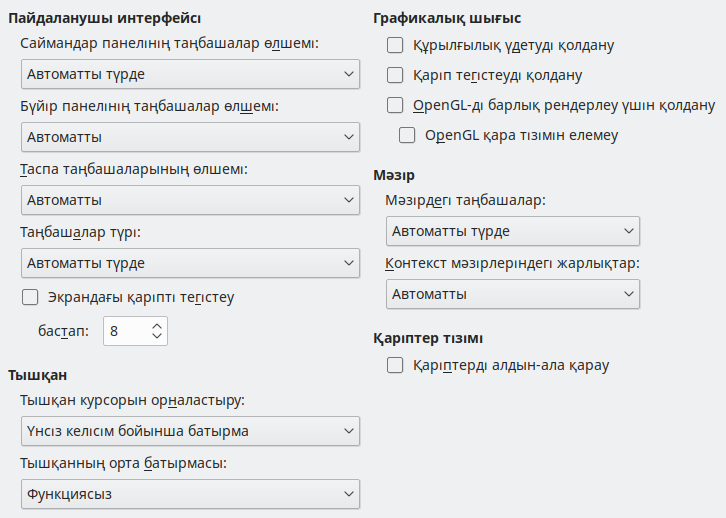 Пайдаланушы интерфейсі
Саймандар панелінің таңбашалар өлшемі:
Автоматты түрде
Бүйір панелінің таңбашалар өлшемі:
Автоматты
Таспа таңбашаларының өлшемі:
Автоматты
Таңбашалар түрі:
Автоматты түрде
Экрандағы қаріпті тегістеу
бастап:
8
Тышқан
Тышқан курсорын орналастыру:
Үнсіз келісім бойынша батырма
Тышқанның орта батырмасы:
Функциясыз
Графикалық шығыс
Құрылғылық үдетуді қолдану
Қаріп тегістеуді қолдану
OpenGL-ді барлық рендерлеу үшін қолдану
OpenGL қара тізімін елемеу
Мәзір
Мәзірдегі таңбашалар:
Автоматты түрде
Контекст мәзірлеріндегі жарлықтар:
Автоматты
Қаріптер тізімі
Қаріптерді алдын-ала қарау